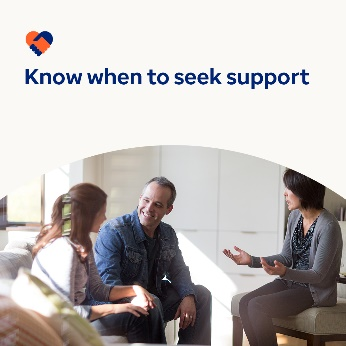 Know when to seek support